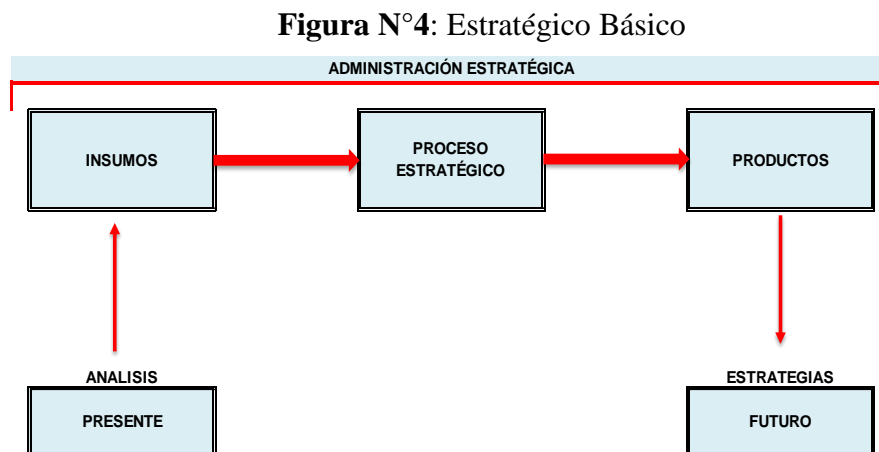 Figura N°4: Estratégico Básico
ADMINISTRACIÓN ESTRATÉGICA
INSUMOS
PROCESO
ESTRATÉGICO
PRODUCTOS
ANALISIS
ESTRATEGIAS
PRESENTE
FUTURO